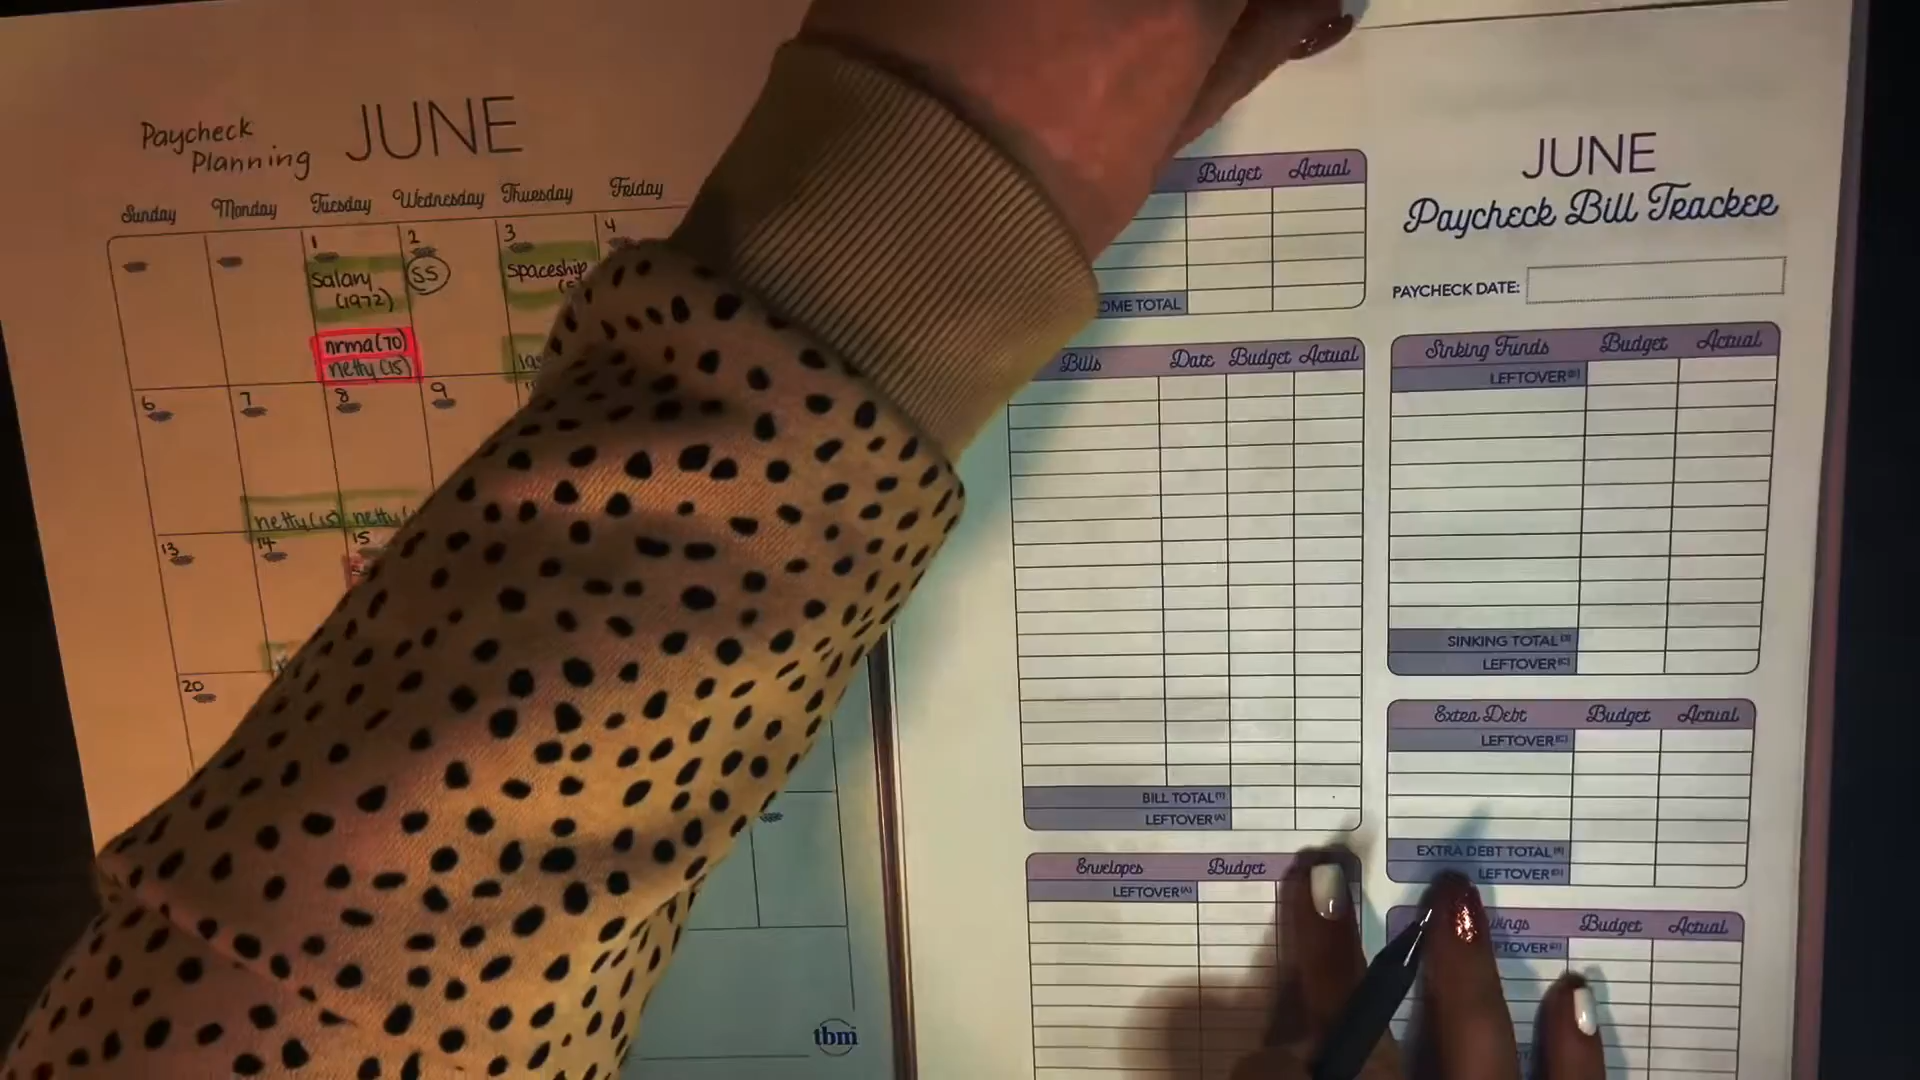 Paycheck
Planning
JUNE
Sunday Monday Tuesday Wednesday Thursday Friday
1 2 3 4
Salary
(1972)
SS
spaceship
nrma(70)
netty(15)
6 7 8 9
netty(15) netty(
13 14 15
20
tbm
Budget Actual
OME TOTAL
Bills Date Budget Actual
BILL TOTAL
LEFTOVER(A)
Envelopes Budget
LEFTOVER(A)
JUNE
Paycheck Bill Tracker
PAYCHECK DATE:
Sinking Funds Budget Actual
LEFTOVER
SINKING TOTAL
LEFTOVER(C)
Extra Debt Budget Actual
LEFTOVER(C)
EXTRA DEBT TOTAL
LEFTOVER(D)
Budget Actual
LEFTOVER(D)